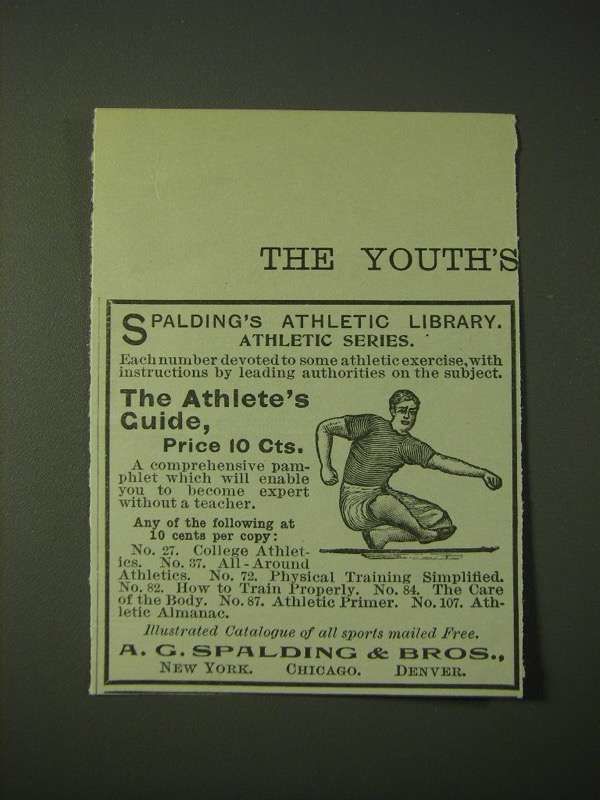 THE YOUTH'S
SPALDING'S ATHLETIC LIBRARY.
ATHLETIC SERIES.
Each number devoted to some athletic exercise, with
instructions by leading authorities on the subject.
The Athlete's
Guide,
Price 10 Cts.
A comprehensive pam-
phlet which will enable
you to become expert
without a teacher.
Any of the following at
10 cents per copy:
No. 27. College Athlet-
ics. No. 37. All-Around
Athletics. No. 72. Physical Training Simplified.
No. 82. How to Train Properly. No. 84. The Care
of the Body. No. 87. Athletic Primer. No. 107. Ath-
letic Almanac.
Illustrated Catalogue of all sports mailed Free.
A. G. SPALDING & BROS.,
NEW YORK. CHICAGO. DENVER.